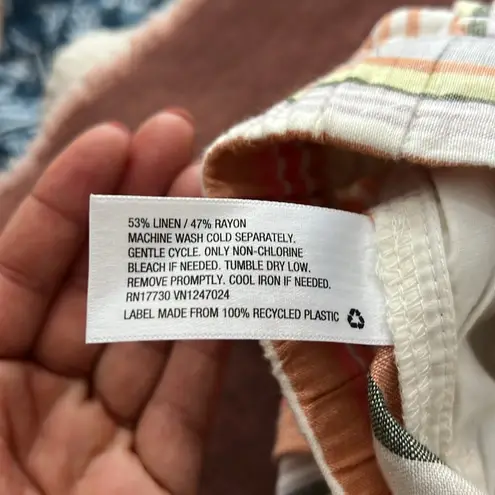 53% LINEN / 47% RAYON
MACHINE WASH COLD SEPARATELY.
GENTLE CYCLE. ONLY NON-CHLORINE
BLEACH IF NEEDED. TUMBLE DRY LOW.
REMOVE PROMPTLY. COOL IRON IF NEEDED.
RN17730 VN1247024
LABEL MADE FROM 100% RECYCLED PLASTIC